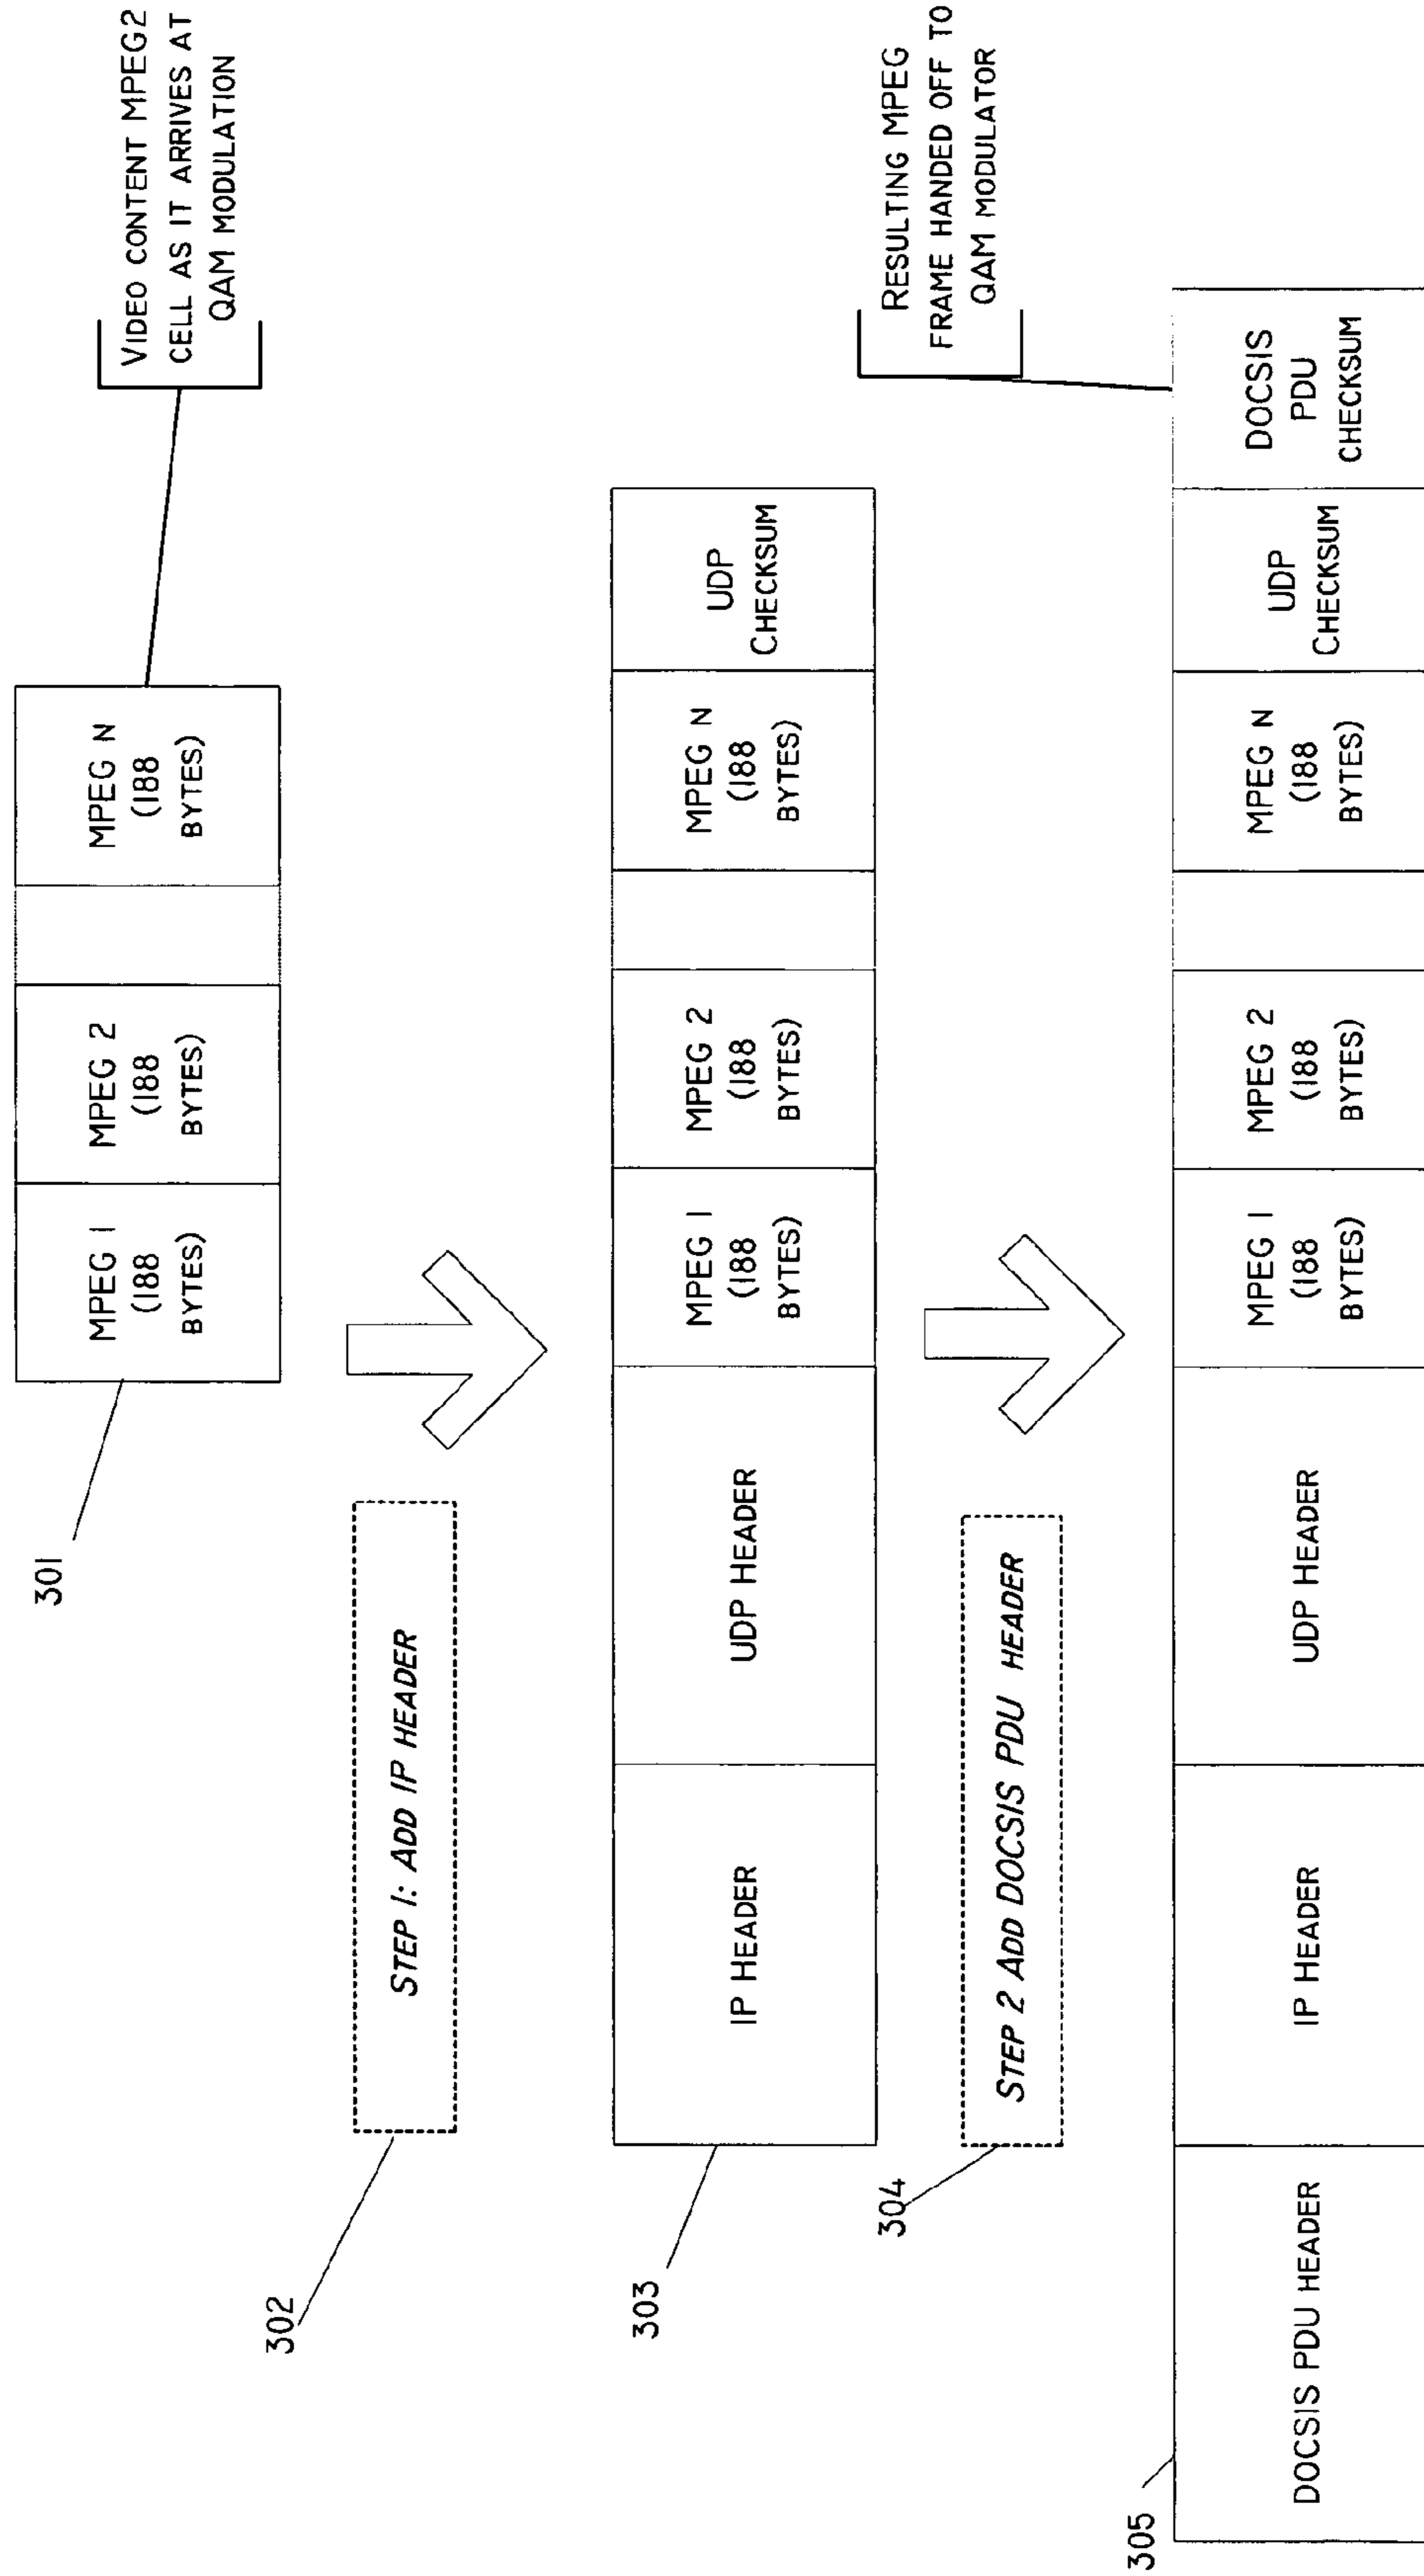 301
MPEG 1
(188
BYTES)
MPEG 2
(188
BYTES)
MPEG N
(188
BYTES)
VIDEO CONTENT MPEG2
CELL AS IT ARRIVES AT
QAM MODULATION
302
STEP 1: ADD IP HEADER
303
IP HEADER
UDP HEADER
MPEG 1
(188
BYTES)
MPEG 2
(188
BYTES)
MPEG N
(188
BYTES)
UDP
CHECKSUM
304
STEP 2 ADD DOCSIS PDU HEADER
RESULTING MPEG
FRAME HANDED OFF TO
QAM MODULATOR
305
DOCSIS PDU HEADER
IP HEADER
UDP HEADER
MPEG 1
(188
BYTES)
MPEG 2
(188
BYTES)
MPEG N
(188
BYTES)
UDP
CHECKSUM
DOCSIS
PDU
CHECKSUM